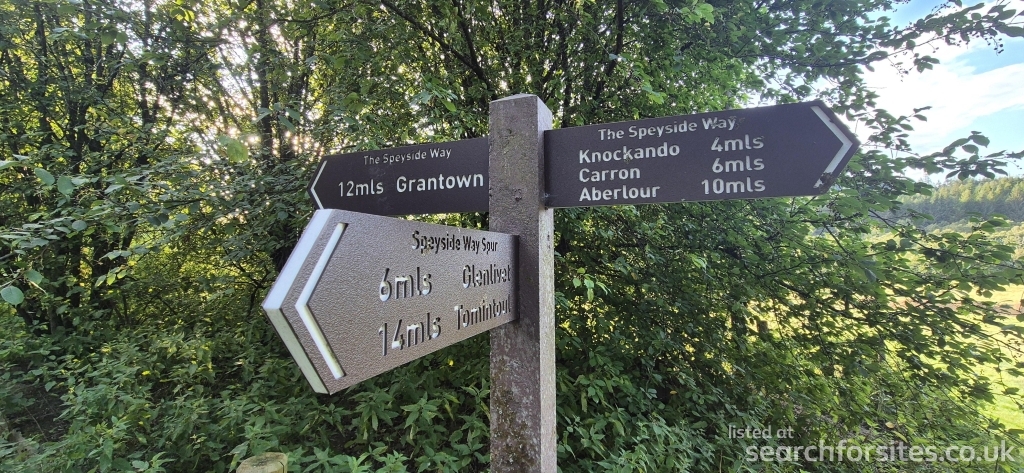 The Speyside Way
12mls Grantown
The Speyside Way
Knockando 4mls
Carron 6mls
Aberlour 10mls
Speyside Way Spur
6mls Glenlivet
14mls Tomintoul
listed at
searchforsites.co.uk